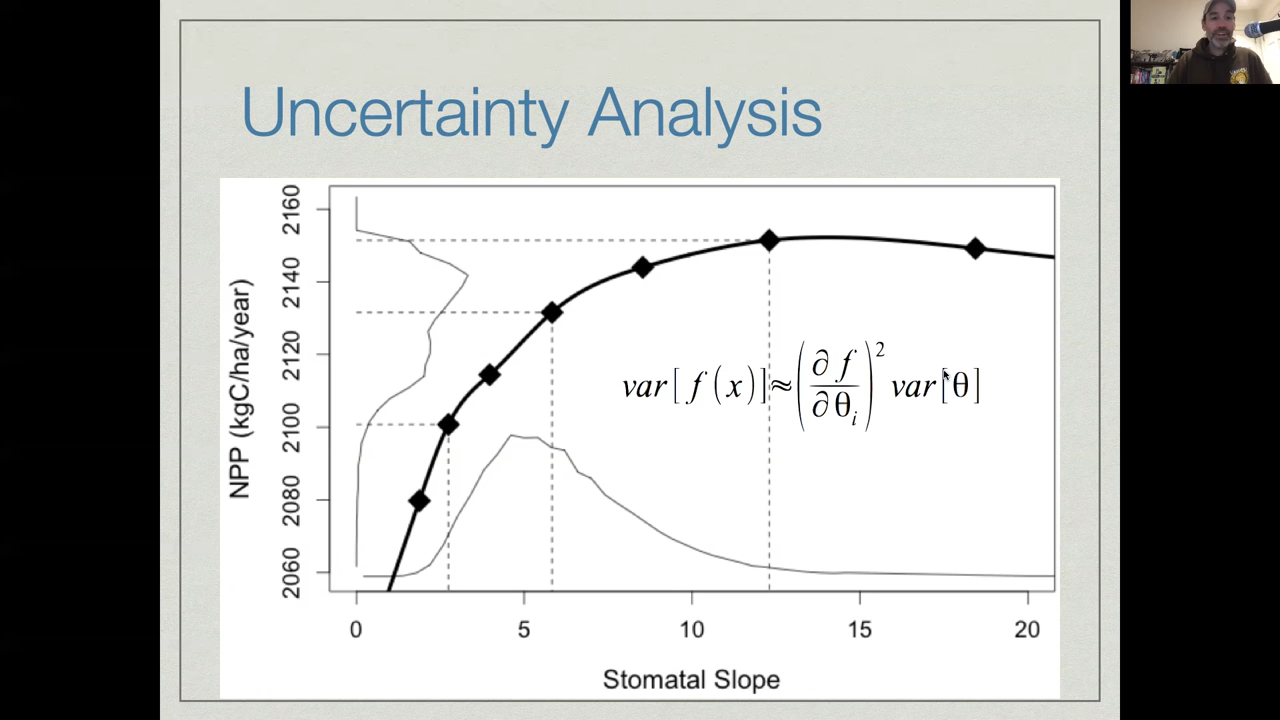 Uncertainty Analysis
NPP (kgC/ha/year)
2160
2140
2120
2100
2080
2060
var[f(x)]≈(∂f/∂θᵢ)² var[θ]
0 5 10 15 20
Stomatal Slope